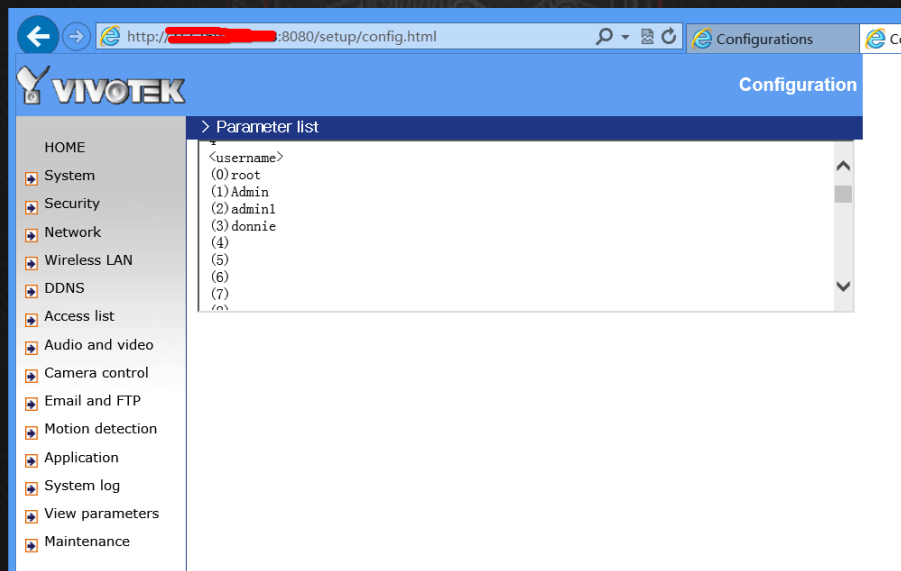 http:// :8080/setup/config.html
Configurations
VIVOTEK
Configuration
> Parameter list
HOME
System
Security
Network
Wireless LAN
DDNS
Access list
Audio and video
Camera control
Email and FTP
Motion detection
Application
System log
View parameters
Maintenance
<username>
(0)root
(1)Admin
(2)admin1
(3)donnie
(4)
(5)
(6)
(7)